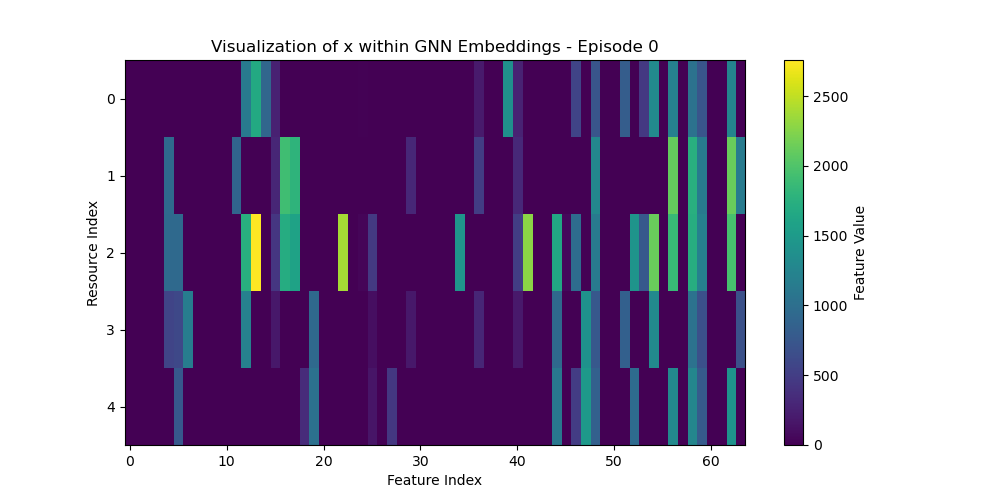 Visualization of x within GNN Embeddings - Episode 0
Resource Index
0
1
2
3
4
0 10 20 30 40 50 60
Feature Index
2500
2000
1500
1000
500
0
Feature Value